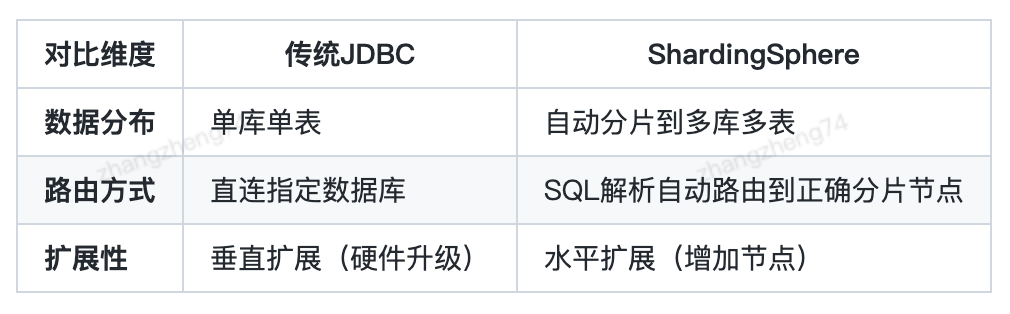 对比维度 传统JDBC ShardingSphere
数据分布 单库单表 自动分片到多库多表
路由方式 直连指定数据库 SQL解析自动路由到正确分片节点
扩展性 垂直扩展（硬件升级） 水平扩展（增加节点）
zhangzheng74